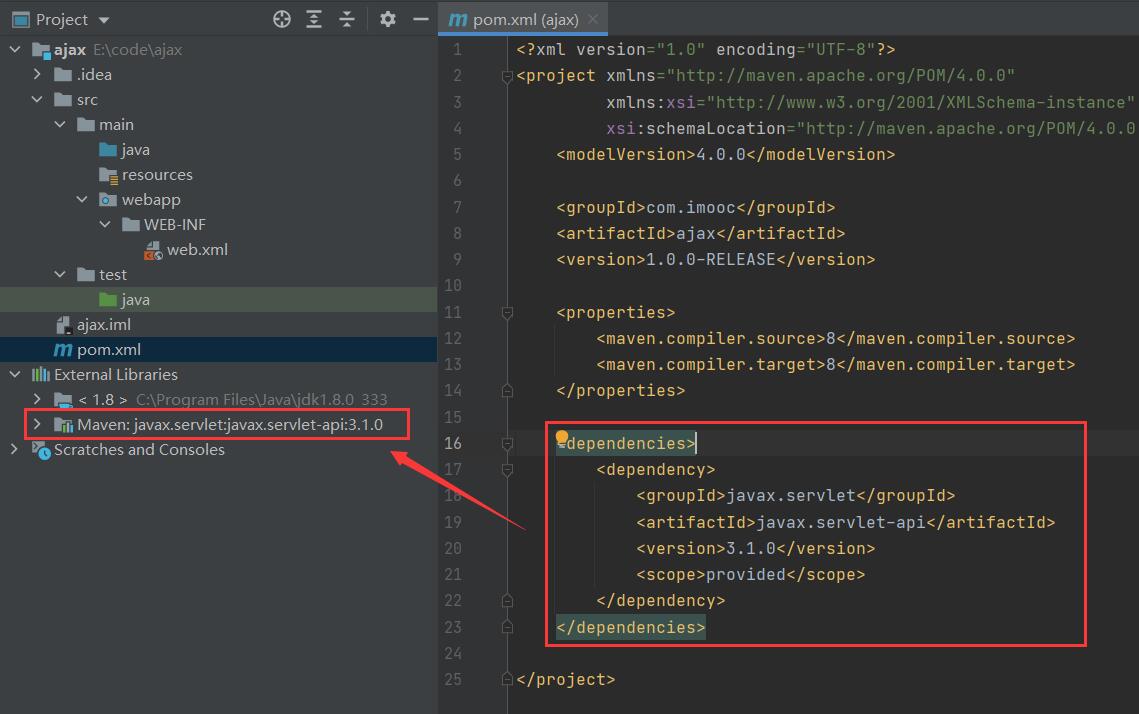 Project
ajax E:\code\ajax
.idea
src
main
java
resources
webapp
WEB-INF
web.xml
test
java
ajax.iml
pom.xml
External Libraries
< 1.8 > C:\Program Files\Java\jdk1.8.0_333
Maven: javax.servlet:javax.servlet-api:3.1.0
Scratches and Consoles
pom.xml (ajax)
1 <?xml version="1.0" encoding="UTF-8"?>
2 <project xmlns="http://maven.apache.org/POM/4.0.0"
3 xmlns:xsi="http://www.w3.org/2001/XMLSchema-instance"
4 xsi:schemaLocation="http://maven.apache.org/POM/4.0.0
5 <modelVersion>4.0.0</modelVersion>
6
7 <groupId>com.imooc</groupId>
8 <artifactId>ajax</artifactId>
9 <version>1.0.0-RELEASE</version>
10
11 <properties>
12 <maven.compiler.source>8</maven.compiler.source>
13 <maven.compiler.target>8</maven.compiler.target>
14 </properties>
15
16 <dependencies>
17 <dependency>
18 <groupId>javax.servlet</groupId>
19 <artifactId>javax.servlet-api</artifactId>
20 <version>3.1.0</version>
21 <scope>provided</scope>
22 </dependency>
23 </dependencies>
24
25 </project>